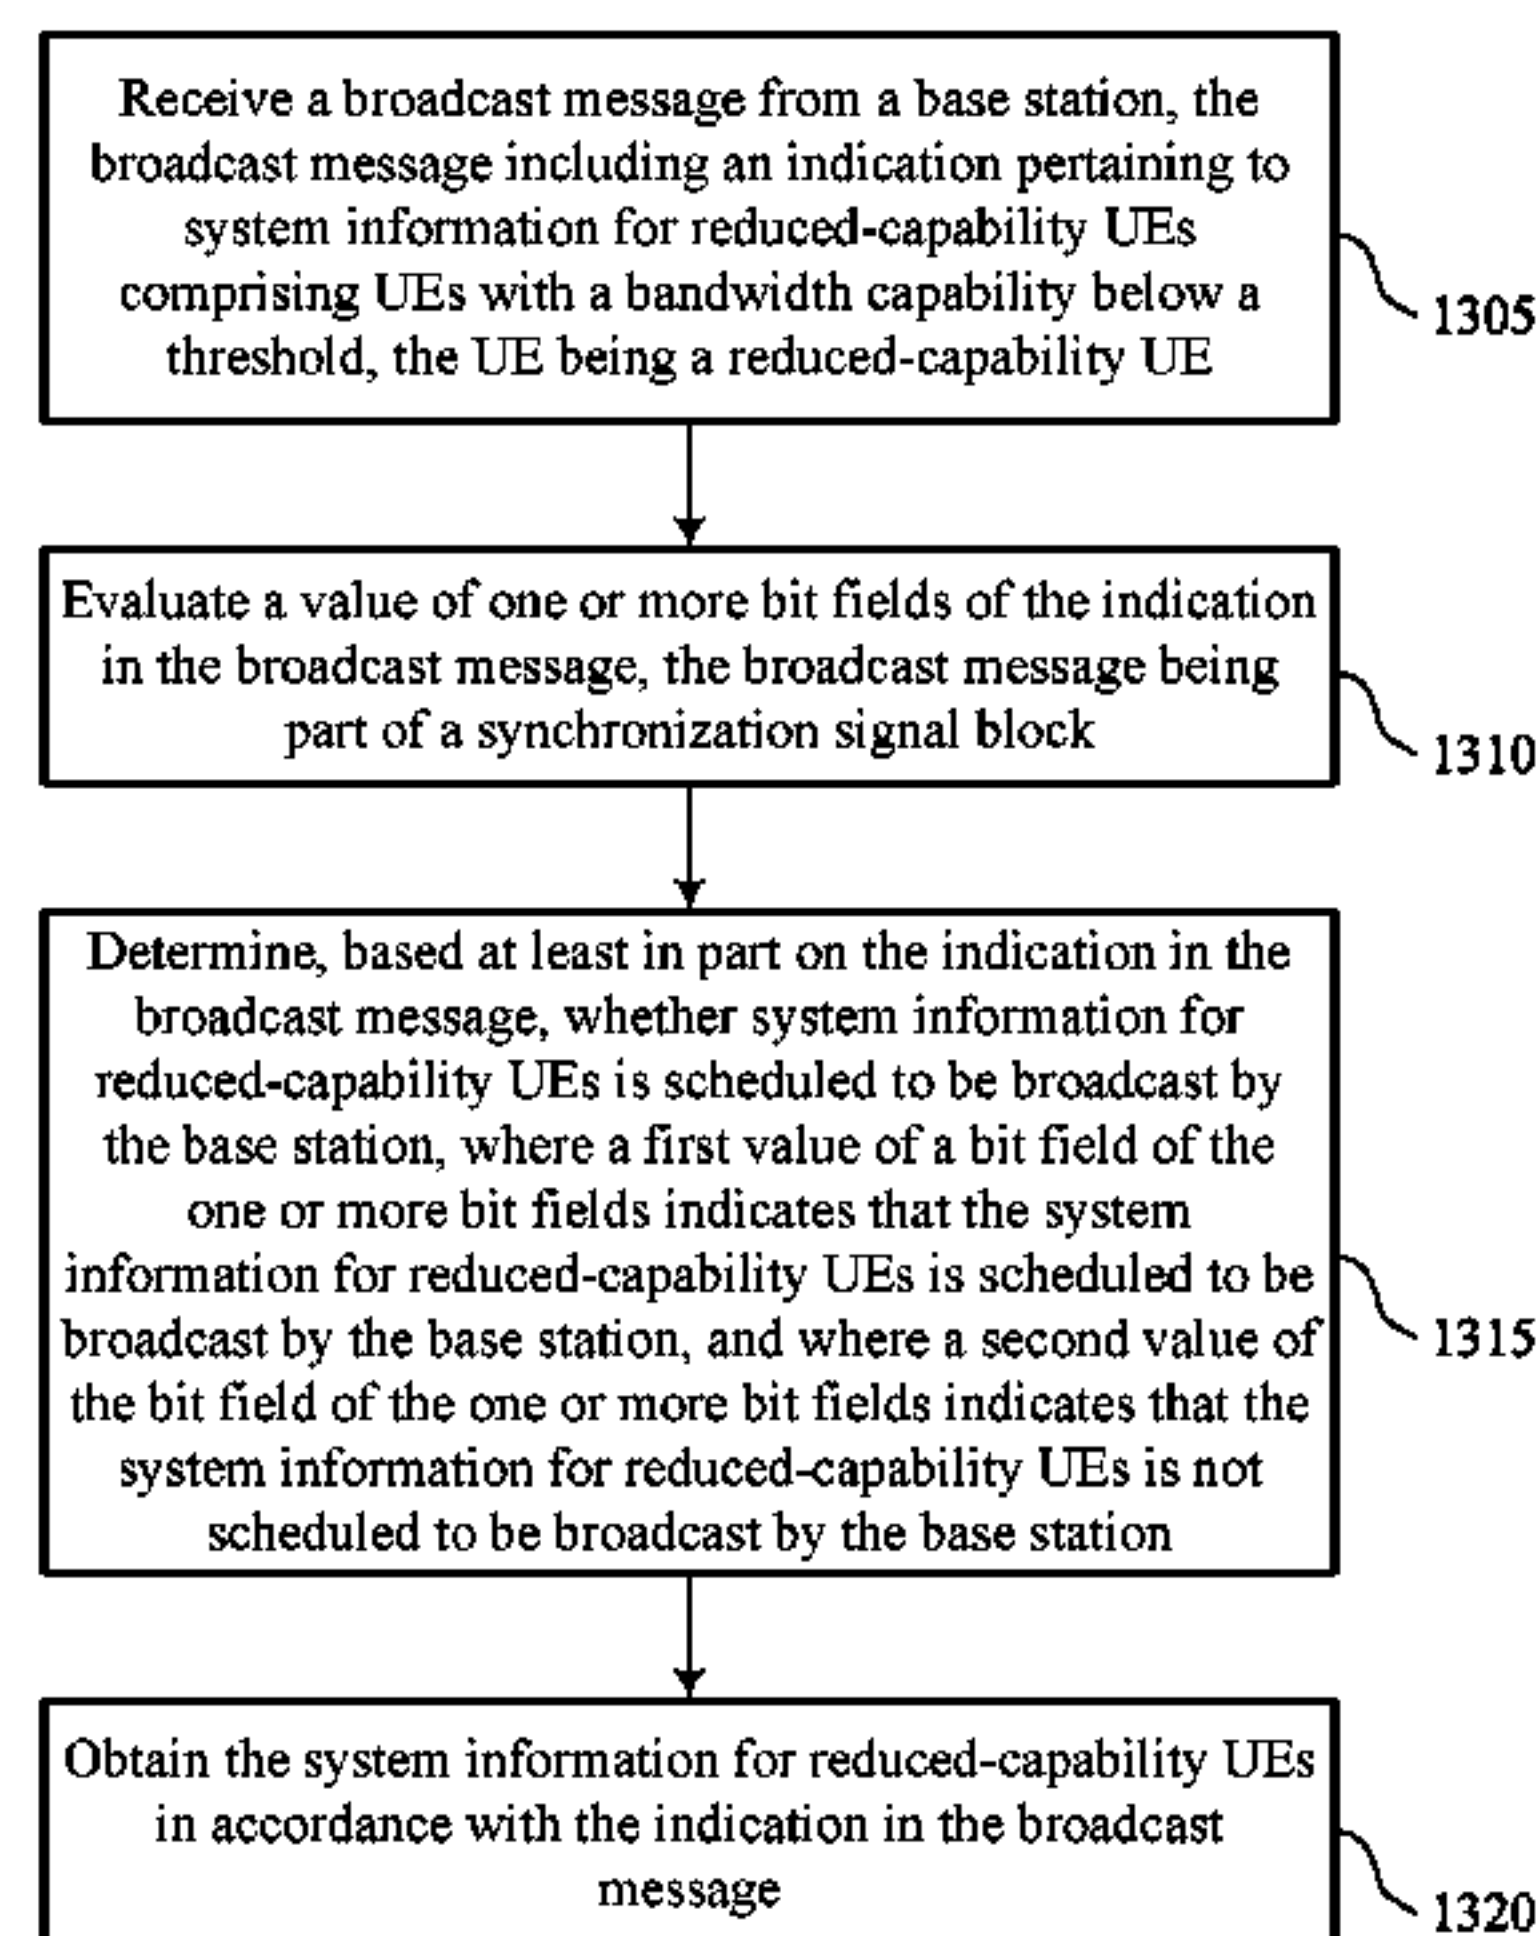 Receive a broadcast message from a base station, the
broadcast message including an indication pertaining to
system information for reduced-capability UEs
comprising UEs with a bandwidth capability below a
threshold, the UE being a reduced-capability UE
1305
Evaluate a value of one or more bit fields of the indication
in the broadcast message, the broadcast message being
part of a synchronization signal block
1310
Determine, based at least in part on the indication in the
broadcast message, whether system information for
reduced-capability UEs is scheduled to be broadcast by
the base station, where a first value of a bit field of the
one or more bit fields indicates that the system
information for reduced-capability UEs is scheduled to be
broadcast by the base station, and where a second value of
the bit field of the one or more bit fields indicates that the
system information for reduced-capability UEs is not
scheduled to be broadcast by the base station
1315
Obtain the system information for reduced-capability UEs
in accordance with the indication in the broadcast
message
1320